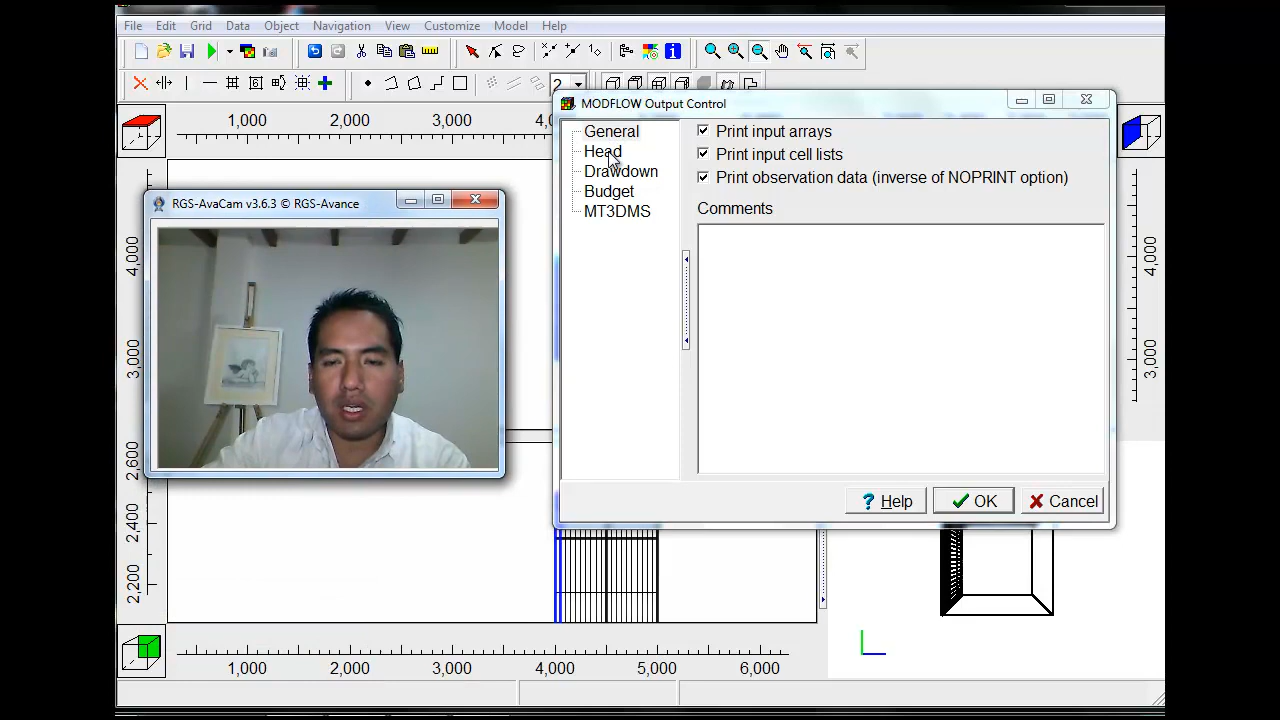 File Edit Grid Data Object Navigation View Customize Model Help
2
MODFLOW Output Control
1,000 2,000 3,000 4,000
General
Head
Drawdown
Budget
MT3DMS
Print input arrays
Print input cell lists
Print observation data (inverse of NOPRINT option)
Comments
RGS-AvaCam v3.6.3 © RGS-Avance
4,000
3,000
4,000
3,000
2,600
2,400
2,200
? Help
OK
Cancel
1,000 2,000 3,000 4,000 5,000 6,000